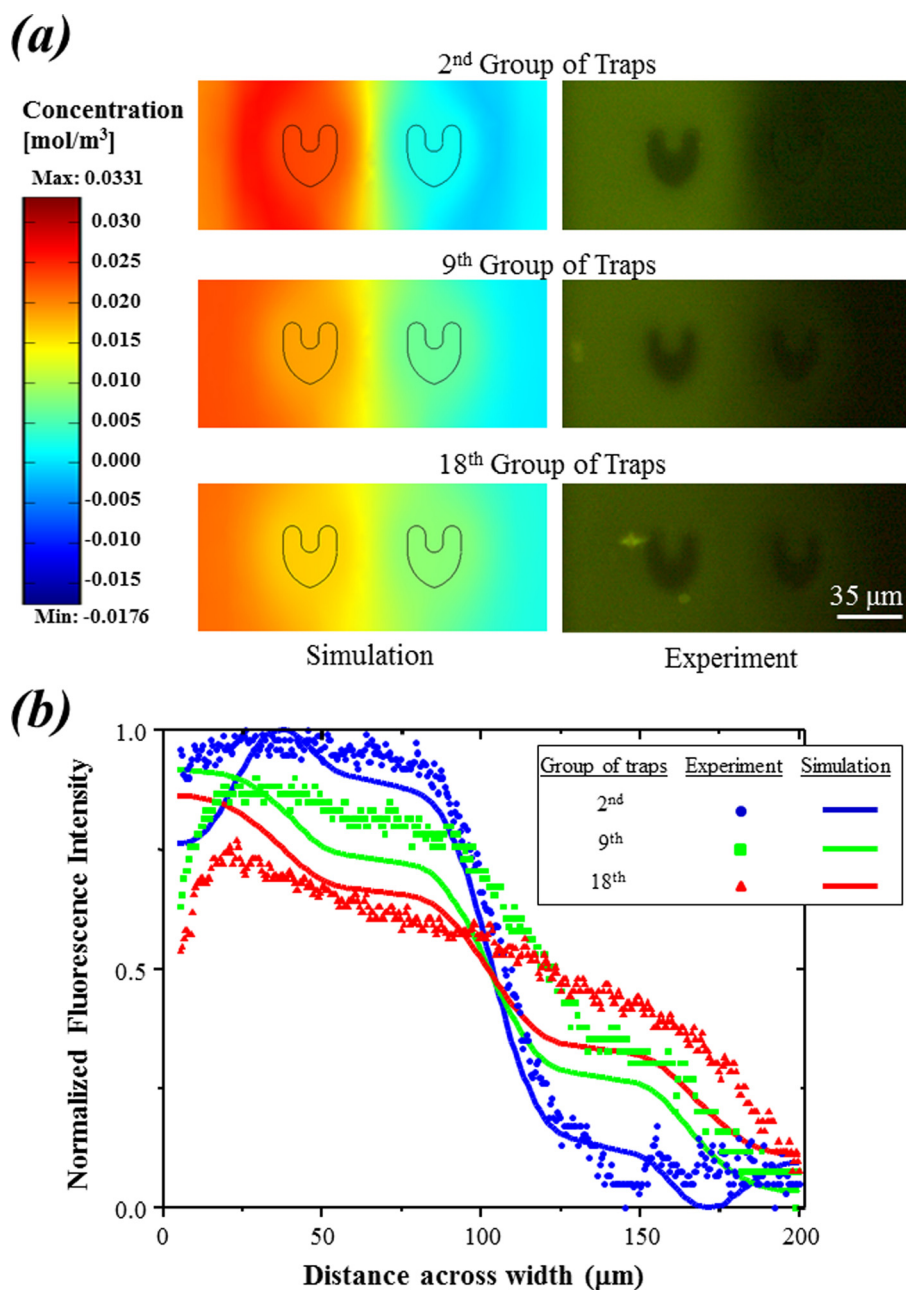 (a)
2nd Group of Traps
Concentration
[mol/m3]
Max: 0.0331
0.030
0.025
0.020
0.015
0.010
0.005
0.000
-0.005
-0.010
-0.015
Min: -0.0176
9th Group of Traps
18th Group of Traps
35 μm
Simulation
Experiment
(b)
Normalized Fluorescence Intensity
1.0
0.5
0.0
Group of traps Experiment Simulation
2nd
9th
18th
0 50 100 150 200
Distance across width (μm)